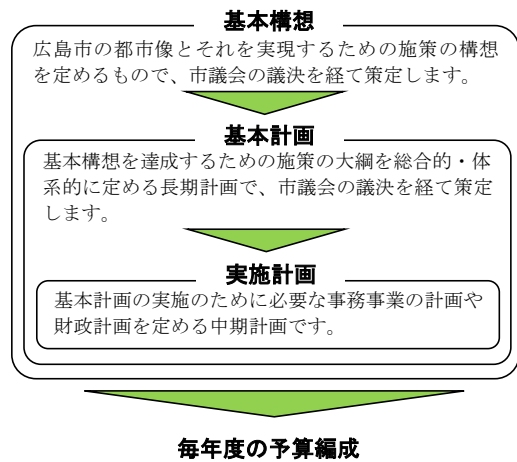 基本構想
広島市の都市像とそれを実現するための施策の構想
を定めるもので、市議会の議決を経て策定します。
基本計画
基本構想を達成するための施策の大綱を総合的・体
系的に定める長期計画で、市議会の議決を経て策定
します。
実施計画
基本計画の実施のために必要な事務事業の計画や
財政計画を定める中期計画です。
毎年度の予算編成